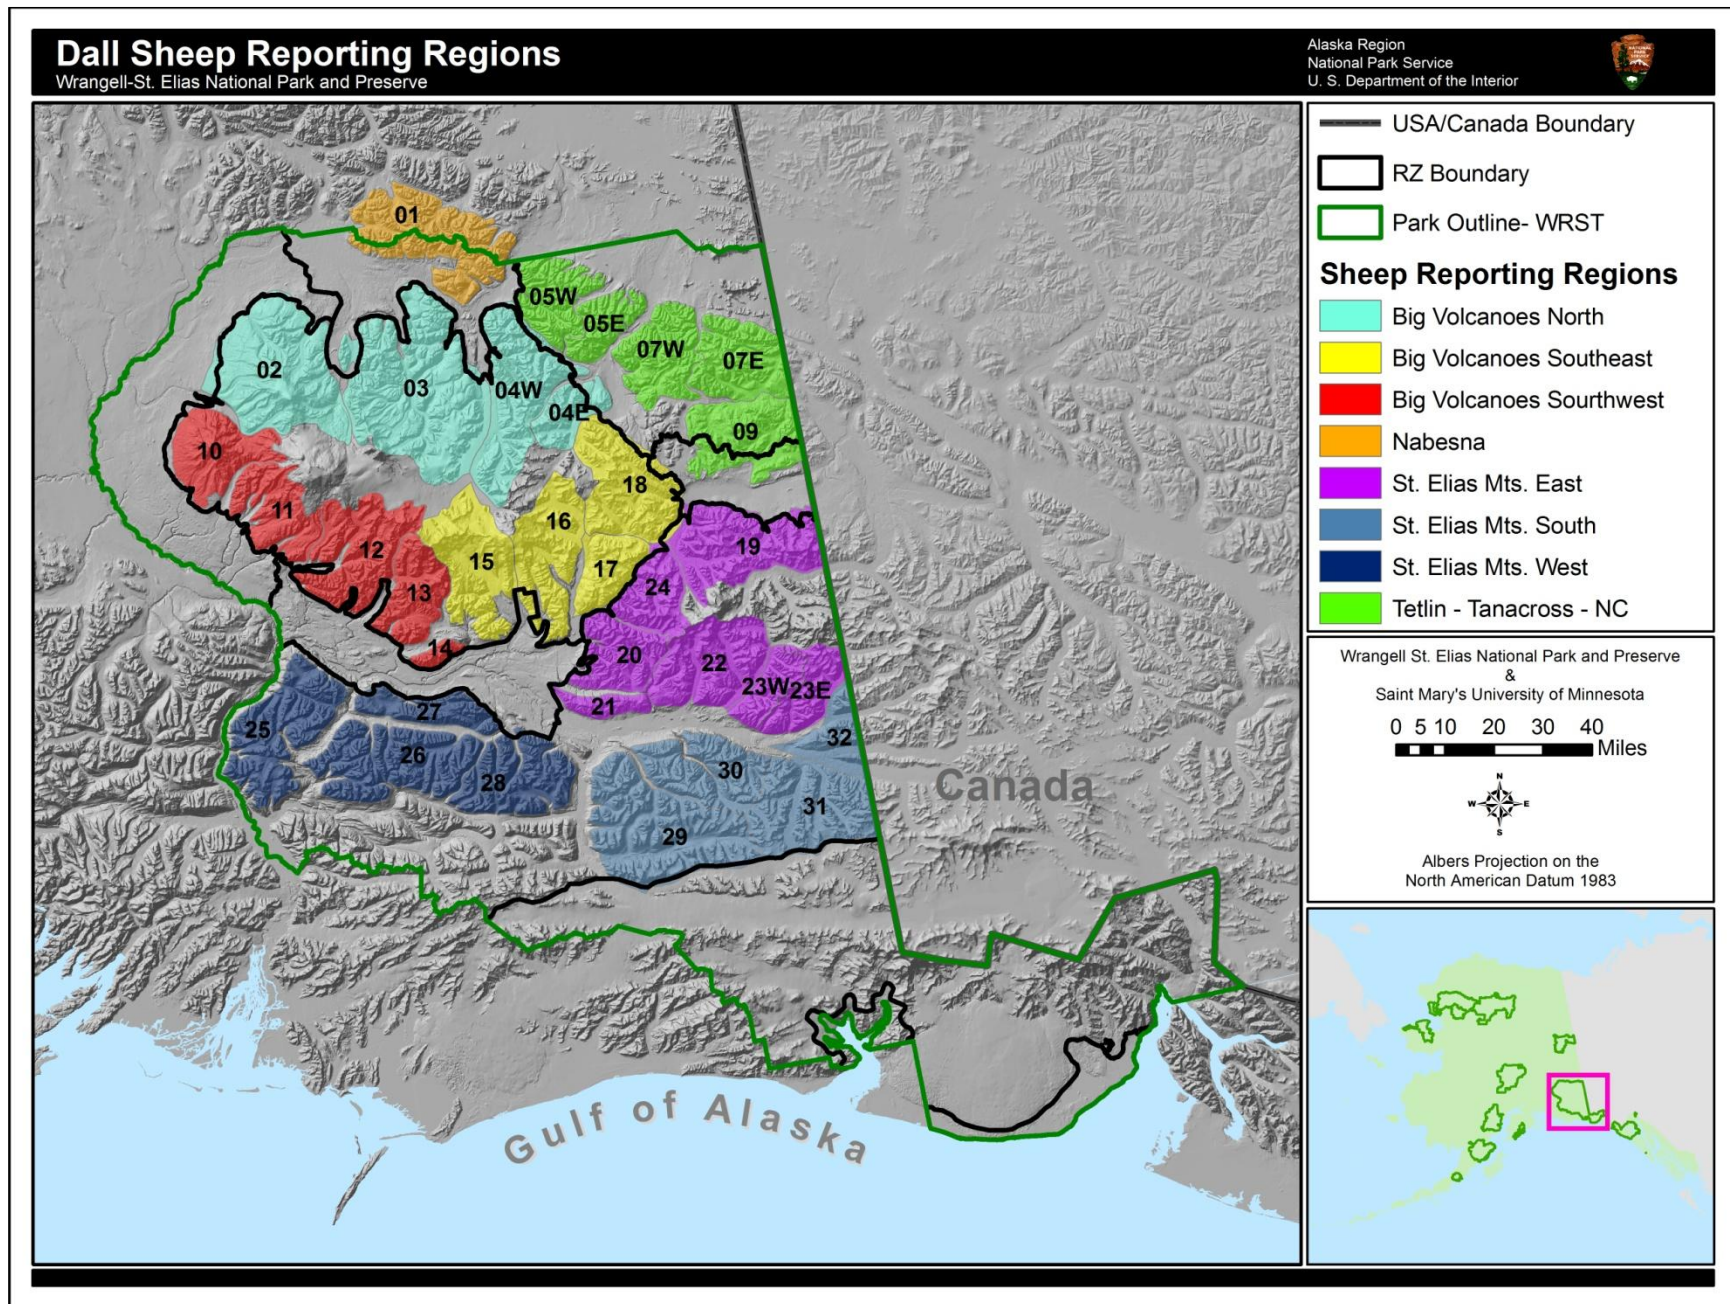 Dall Sheep Reporting Regions
Wrangell-St. Elias National Park and Preserve
Alaska Region
National Park Service
U. S. Department of the Interior
NATIONAL
PARK
SERVICE
01
05W
05E
07W
07E
02
03
04W
04E
09
10
11
12
13
14
15
16
17
18
19
24
20
22
21
23W
23E
25
27
26
28
32
30
31
29
Canada
Gulf of Alaska
USA/Canada Boundary
RZ Boundary
Park Outline- WRST
Sheep Reporting Regions
Big Volcanoes North
Big Volcanoes Southeast
Big Volcanoes Sourthwest
Nabesna
St. Elias Mts. East
St. Elias Mts. South
St. Elias Mts. West
Tetlin - Tanacross - NC
Wrangell St. Elias National Park and Preserve
&
Saint Mary's University of Minnesota
0 5 10 20 30 40
Miles
N
W E
S
Albers Projection on the
North American Datum 1983